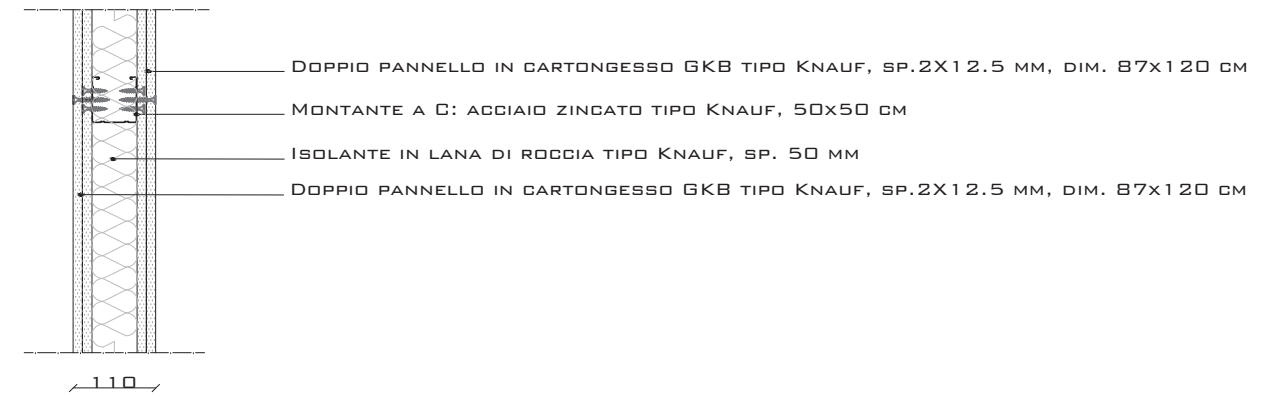 Doppio pannello in cartongesso GKB tipo Knauf, sp.2X12.5 mm, dim. 87x120 cm
Montante a C: acciaio zincato tipo Knauf, 50x50 cm
Isolante in lana di roccia tipo Knauf, sp. 50 mm
Doppio pannello in cartongesso GKB tipo Knauf, sp.2X12.5 mm, dim. 87x120 cm
110